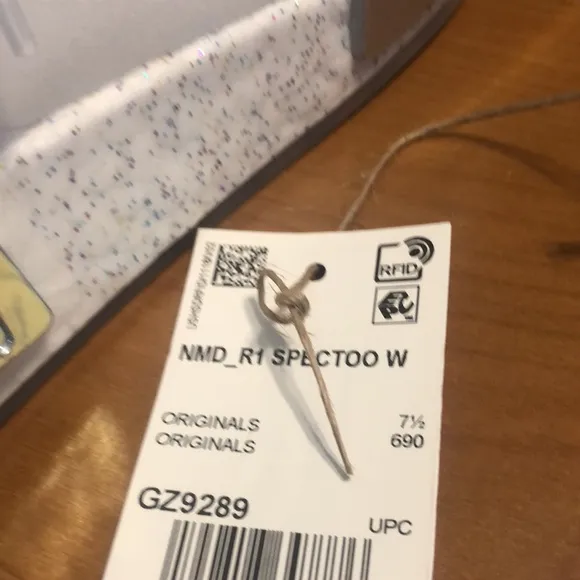 RFID
NMD_R1 SPECTOO W
ORIGINALS 7½
ORIGINALS 690
GZ9289
UPC